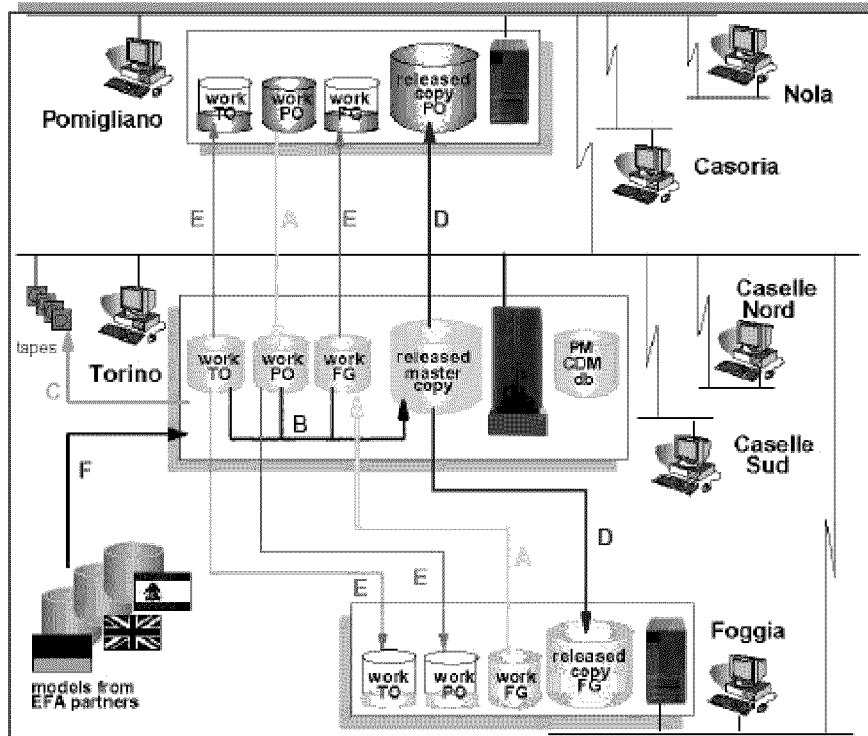 Pomigliano
work
TO
work
PO
work
FG
released
copy
PO
Nola
Casoria
E
A
E
D
tapes
Torino
C
work
TO
work
PO
work
FG
released
master
copy
PM
CDM
db
Caselle
Nord
B
Caselle
Sud
F
E
E
A
D
models from
EFA partners
work
TO
work
PO
work
FG
released
copy
FG
Foggia